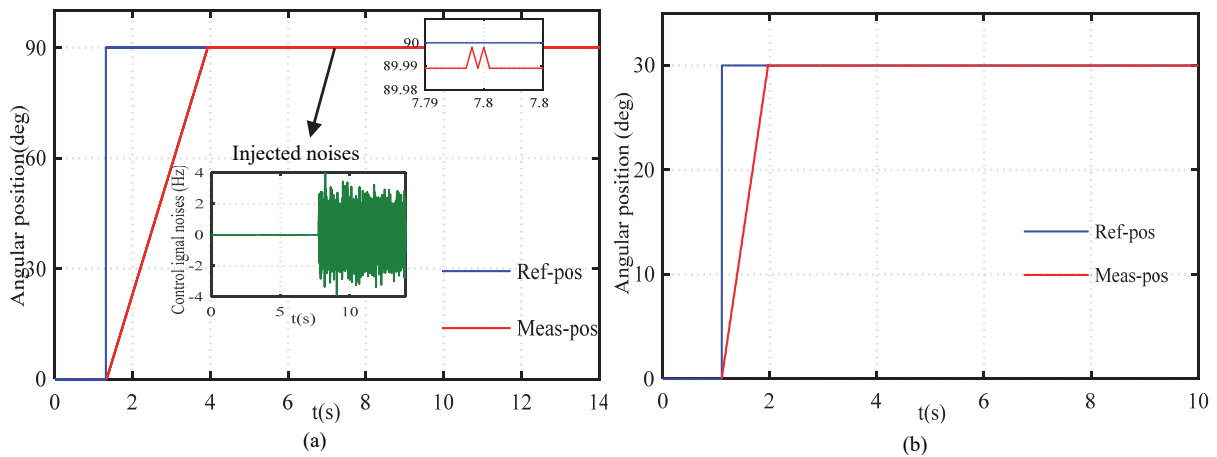 90
60
30
0
Angular position(deg)
0
2
4
6
8
10
12
14
t(s)
(a)
90
89.99
89.98
7.79
7.8
7.8
Injected noises
4
2
0
-2
-4
Control ignal noises (Hz)
0
5
10
t(s)
Ref-pos
Meas-pos
30
20
10
0
Angular position (deg)
0
2
4
6
8
10
t(s)
(b)
Ref-pos
Meas-pos